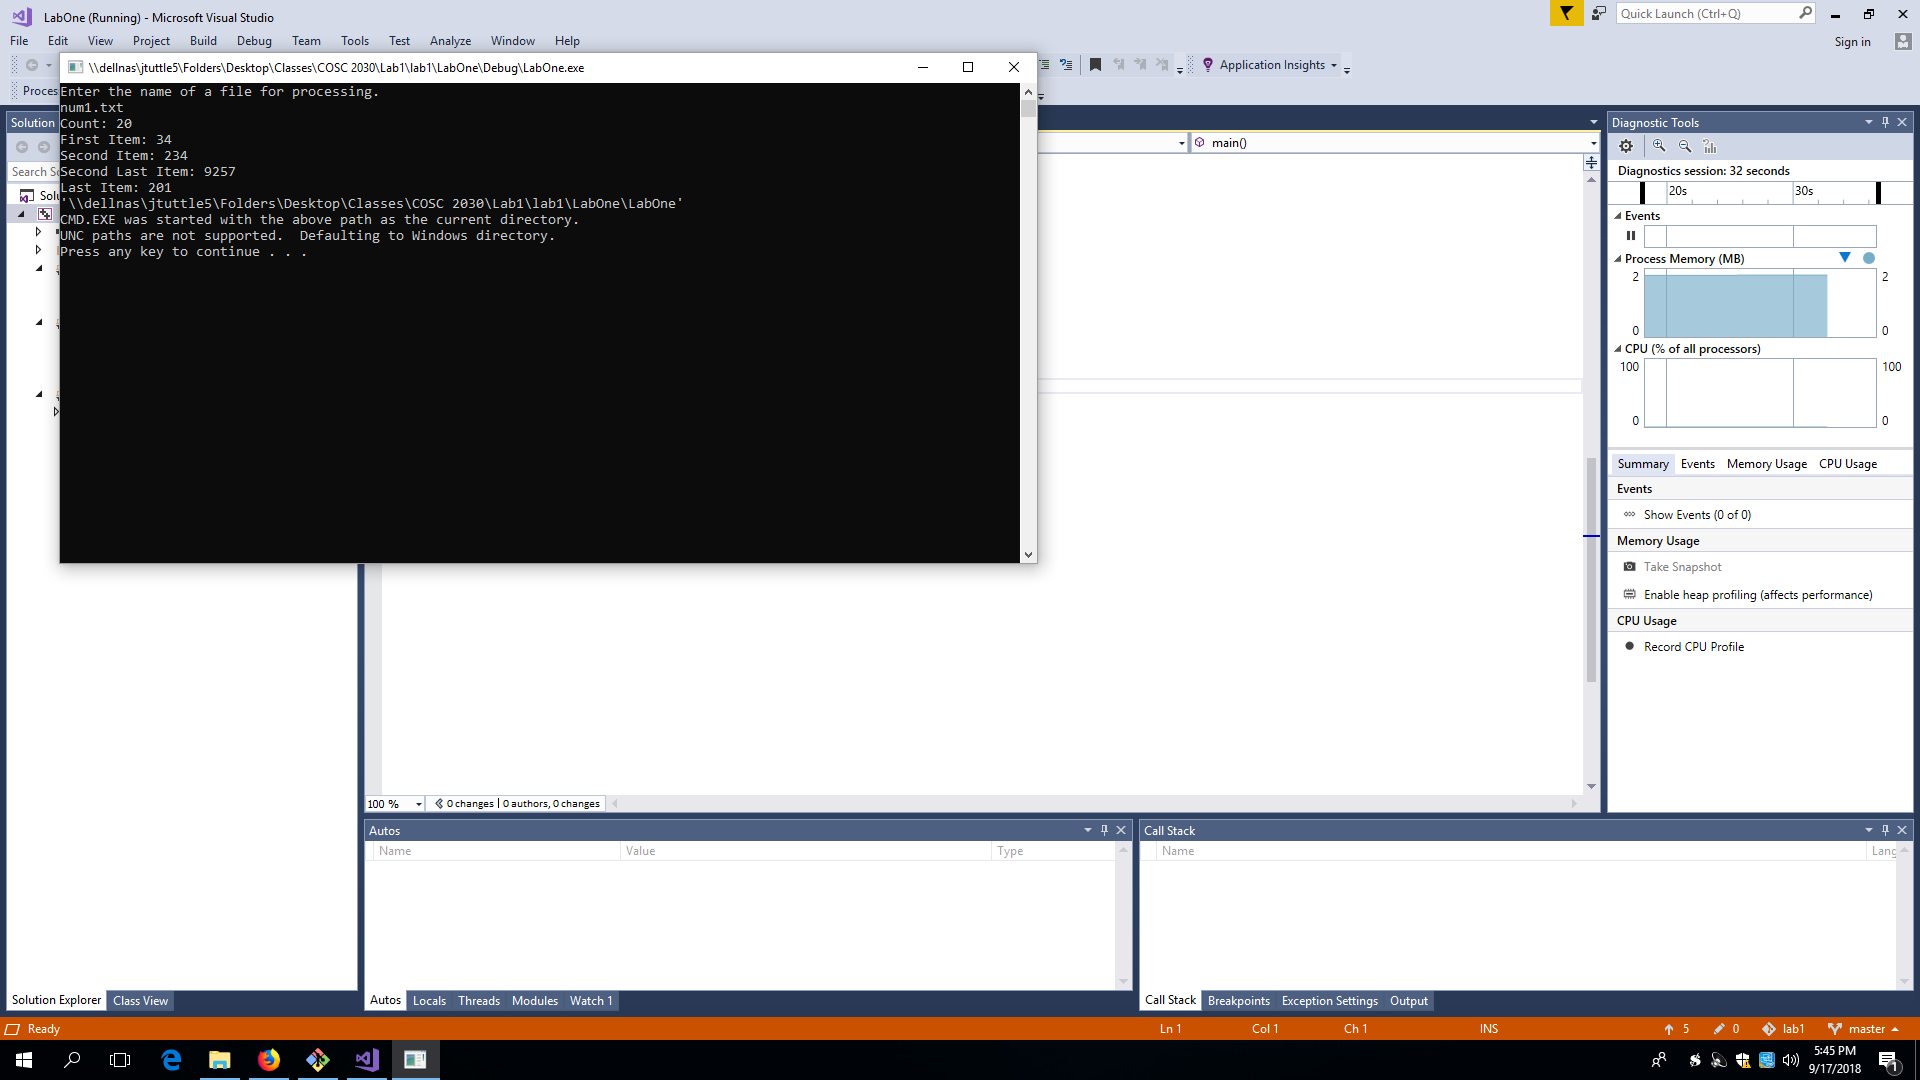 LabOne (Running) - Microsoft Visual Studio
Quick Launch (Ctrl+Q)
File Edit View Project Build Debug Team Tools Test Analyze Window Help
Sign in
Application Insights
Proces
\\dellnas\jtuttle5\Folders\Desktop\Classes\COSC 2030\Lab1\lab1\LabOne\Debug\LabOne.exe
Enter the name of a file for processing.
num1.txt
Count: 20
First Item: 34
Second Item: 234
Second Last Item: 9257
Last Item: 201
'\\dellnas\jtuttle5\Folders\Desktop\Classes\COSC 2030\Lab1\lab1\LabOne\LabOne'
CMD.EXE was started with the above path as the current directory.
UNC paths are not supported.  Defaulting to Windows directory.
Press any key to continue . . .
Solution
Search So
Solu
main()
Diagnostic Tools
Diagnostics session: 32 seconds
20s 30s
Events
Process Memory (MB)
2 2
0 0
CPU (% of all processors)
100 100
0 0
Summary Events Memory Usage CPU Usage
Events
Show Events (0 of 0)
Memory Usage
Take Snapshot
Enable heap profiling (affects performance)
CPU Usage
Record CPU Profile
100 % 0 changes | 0 authors, 0 changes
Autos
Name Value Type
Call Stack
Name Lang
Solution Explorer Class View
Autos Locals Threads Modules Watch 1
Call Stack Breakpoints Exception Settings Output
Ready Ln 1 Col 1 Ch 1 INS 5 0 lab1 master
5:45 PM
9/17/2018
1